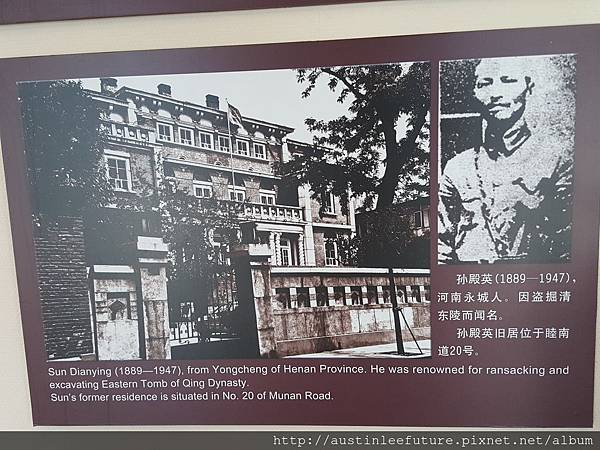 孙殿英(1889—1947),
河南永城人。因盗掘清
东陵而闻名。
孙殿英旧居位于睦南
道20号。
Sun Dianying (1889—1947), from Yongcheng of Henan Province. He was renowned for ransacking and
excavating Eastern Tomb of Qing Dynasty.
Sun's former residence is situated in No. 20 of Munan Road.
http://austinleefuture.pixnet.net/album